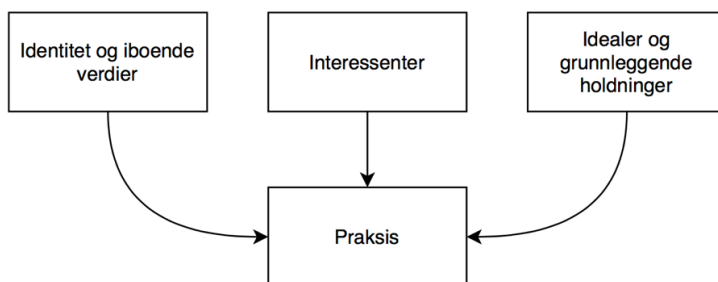 Identitet og iboende
verdier
Interessenter
Idealer og
grunnleggende
holdninger
Praksis